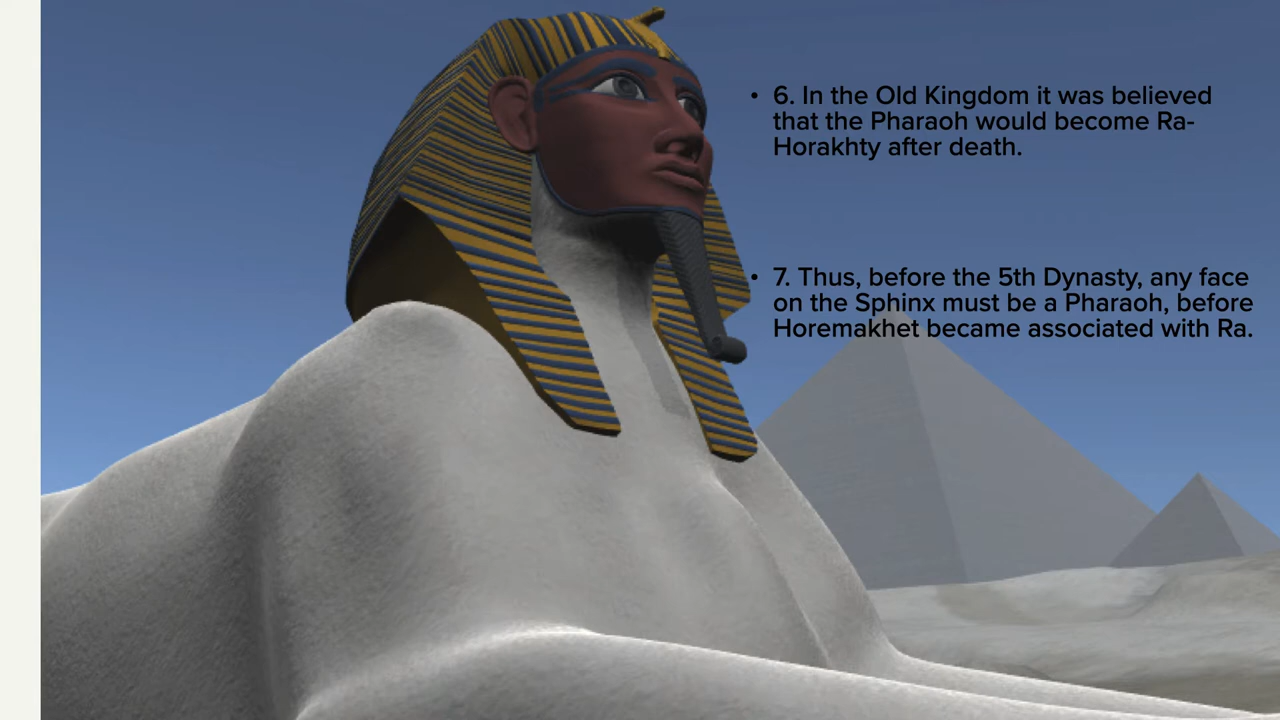 • 6. In the Old Kingdom it was believed
that the Pharaoh would become Ra-
Horakhty after death.
• 7. Thus, before the 5th Dynasty, any face
on the Sphinx must be a Pharaoh, before
Horemakhet became associated with Ra.